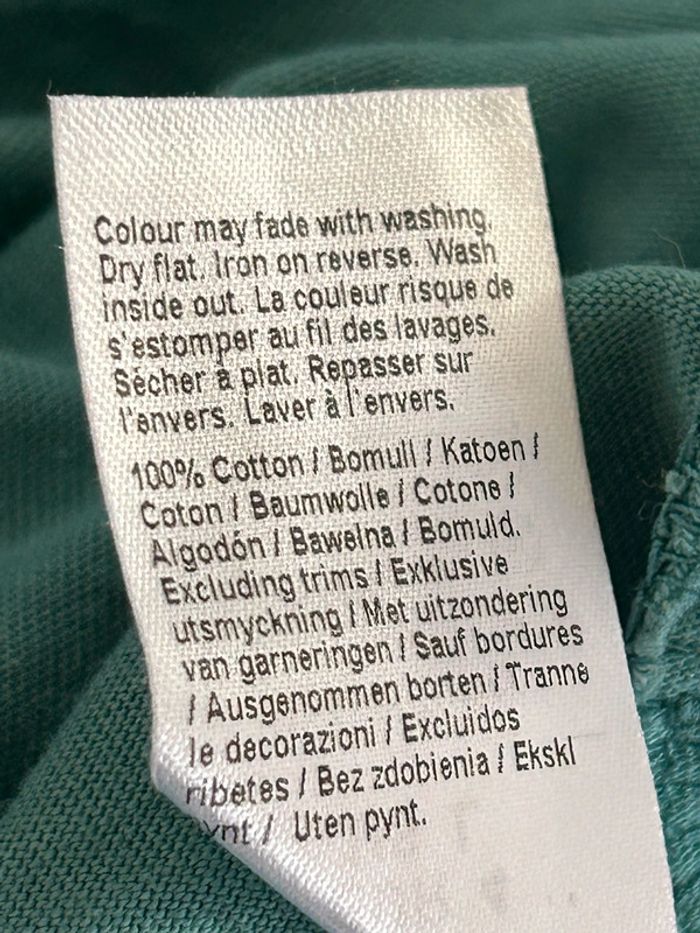 Colour may fade with washing.
Dry flat. Iron on reverse. Wash
inside out. La couleur risque de
s'estomper au fil des lavages.
Sécher à plat. Repasser sur
l'envers. Laver à l'envers.
100% Cotton / Bomull / Katoen /
Coton / Baumwolle / Cotone /
Algodón / Bawelna / Bomuld.
Excluding trims / Exklusive
utsmyckning / Met uitzondering
van garneringen / Sauf bordures
/ Ausgenommen borten / Tranne
le decorazioni / Excluidos
ribetes / Bez zdobienia / Ekskl
ynt / Uten pynt.